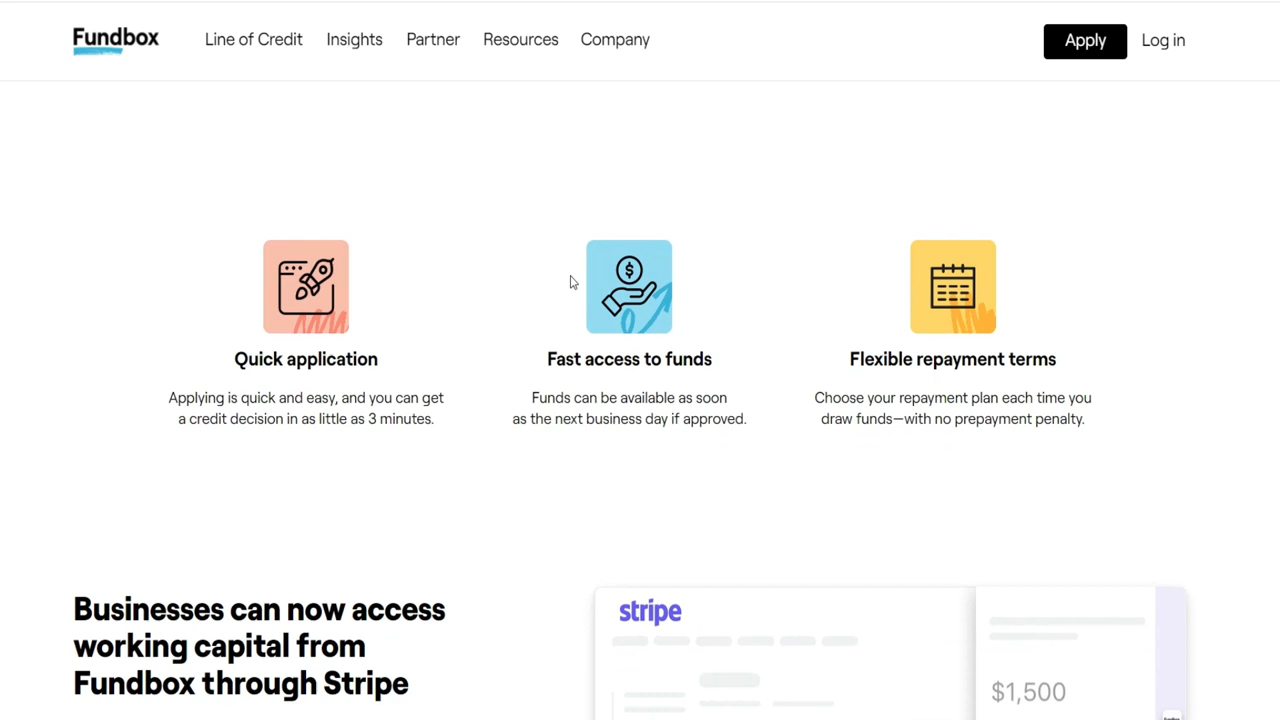 Fundbox
Line of Credit
Insights
Partner
Resources
Company
Apply
Log in
Quick application
Applying is quick and easy, and you can get
a credit decision in as little as 3 minutes.
Fast access to funds
Funds can be available as soon
as the next business day if approved.
Flexible repayment terms
Choose your repayment plan each time you
draw funds—with no prepayment penalty.
Businesses can now access
working capital from
Fundbox through Stripe
stripe
$1,500